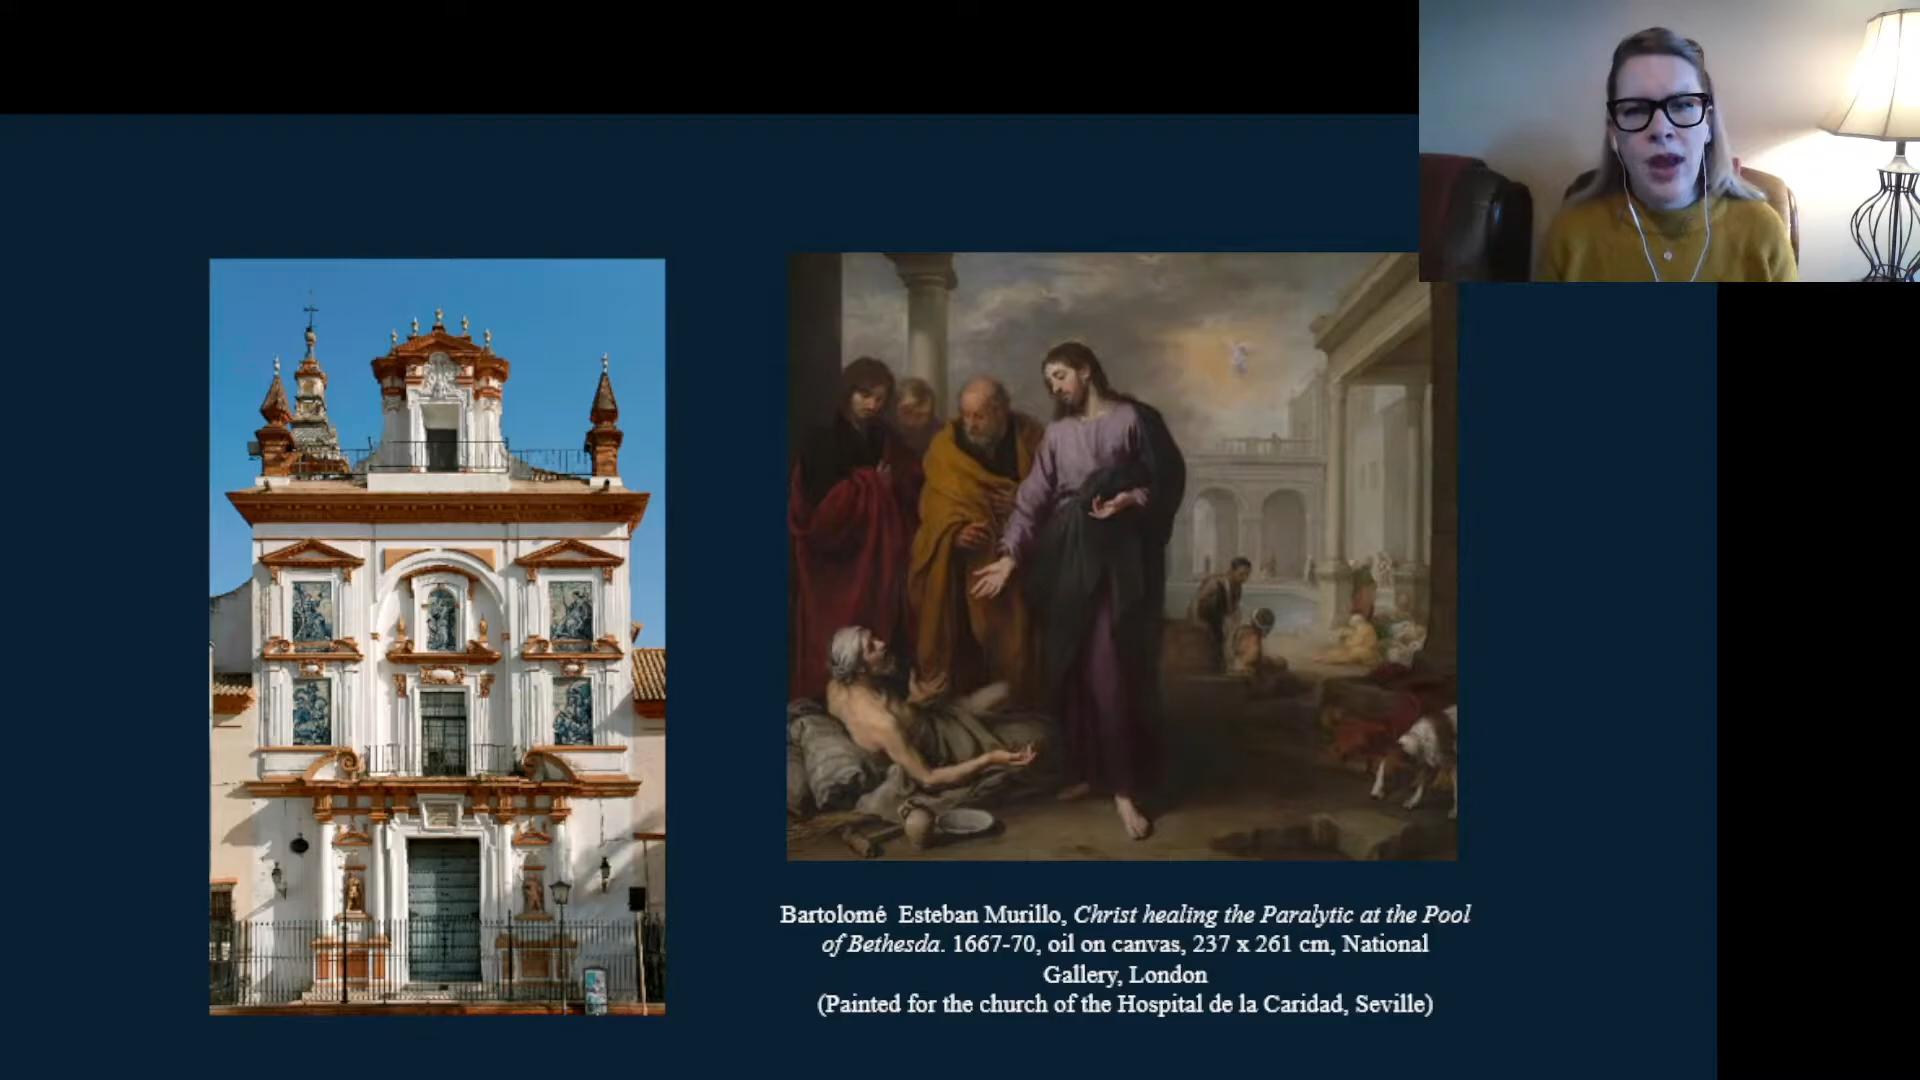 Bartolomé Esteban Murillo, Christ healing the Paralytic at the Pool
of Bethesda. 1667-70, oil on canvas, 237 x 261 cm, National
Gallery, London
(Painted for the church of the Hospital de la Caridad, Seville)